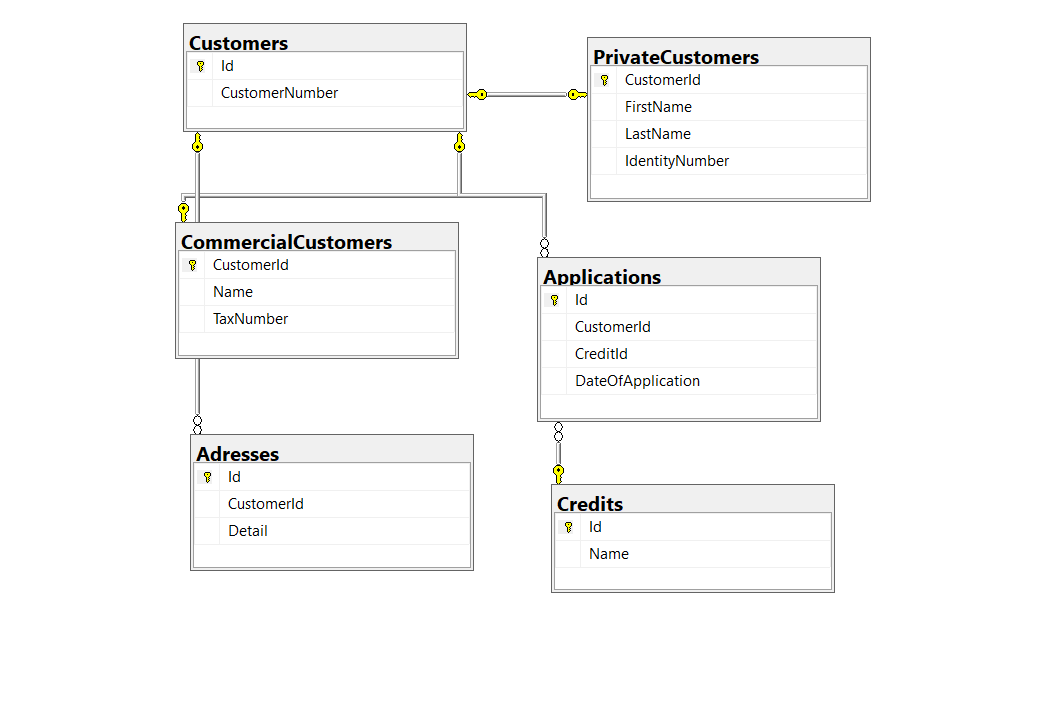 Customers
Id
CustomerNumber
PrivateCustomers
CustomerId
FirstName
LastName
IdentityNumber
CommercialCustomers
CustomerId
Name
TaxNumber
Applications
Id
CustomerId
CreditId
DateOfApplication
Adresses
Id
CustomerId
Detail
Credits
Id
Name